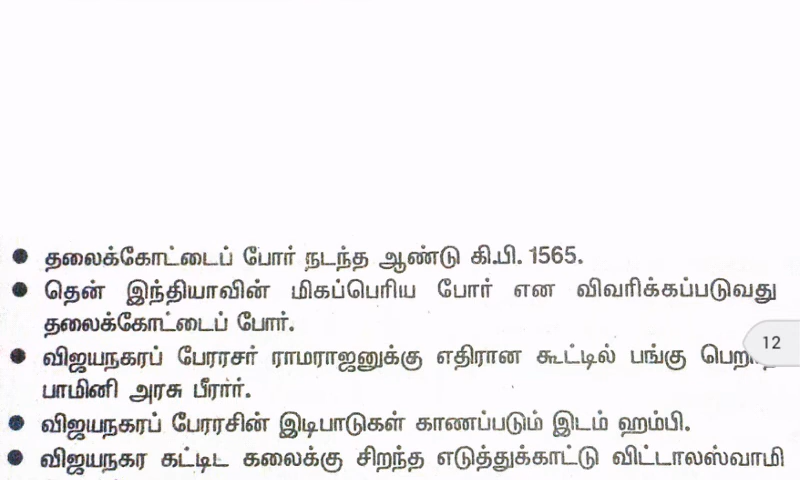 ● தலைக்கோட்டைப் போர் நடந்த ஆண்டு கி.பி. 1565.
● தென் இந்தியாவின் மிகப்பெரிய போர் என விவரிக்கப்படுவது
தலைக்கோட்டைப் போர்.
12
● விஜயநகரப் பேரரசர் ராமராஜனுக்கு எதிரான கூட்டில் பங்கு
பாமினி அரசு பீரார்.
● விஜயநகரப் பேரரசின் இடிபாடுகள் காணப்படும் இடம் ஹம்பி.
● விஜயநகர கட்டிட கலைக்கு சிறந்த எடுத்துக்காட்டு விட்டாலஸ்வாமி